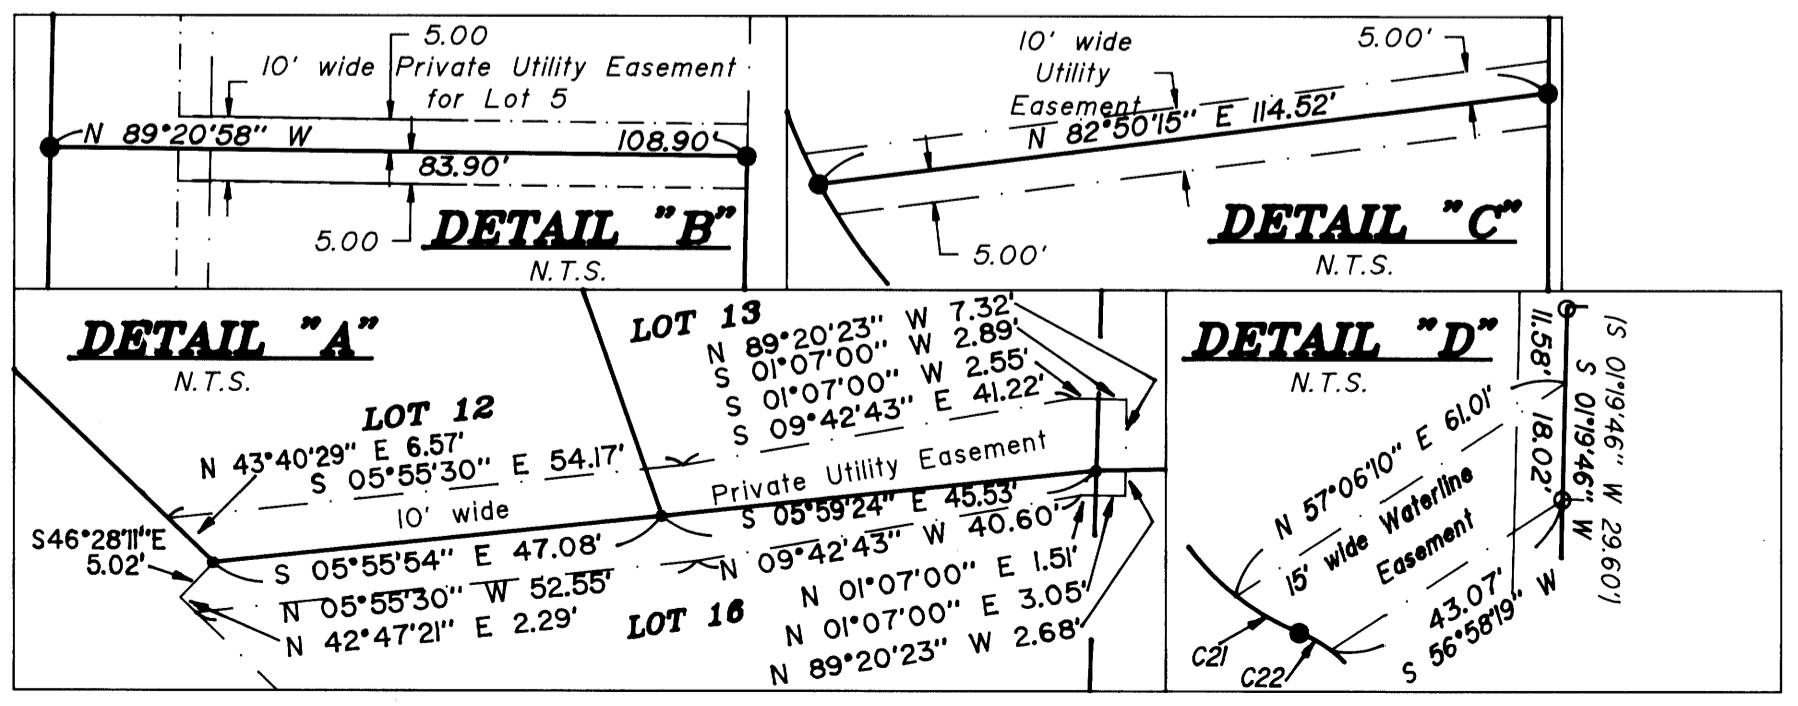 5.00
10' wide Private Utility Easement
for Lot 5
N 89°20'58" W
108.90'
83.90'
5.00
DETAIL "B"
N.T.S.
10' wide
Utility
Easement
5.00'
N 82°50'15" E 114.52'
5.00'
DETAIL "C"
N.T.S.
DETAIL "A"
N.T.S.
LOT 13
N 89°20'23" W 7.32'
S 01°07'00" W 2.89'
S 01°07'00" W 2.55'
S 09°42'43" E 41.22'
LOT 12
N 43°40'29" E 6.57'
S 05°55'30" E 54.17'
10' wide
Private Utility Easement
S 05°59'24" E 45.53'
S46°28'11"E
5.02'
S 05°55'54" E 47.08'
N 09°42'43" W 40.60'
N 05°55'30" W 52.55'
N 42°47'21" E 2.29'
LOT 16
N 01°07'00" E 1.51'
N 01°07'00" E 3.05'
N 89°20'23" W 2.68'
DETAIL "D"
N.T.S.
11.58'
18.02'
S 01°19'46" W
(S 01°19'46" W 29.60')
N 57°06'10" E 61.01'
15' wide Waterline
Easement
43.07'
S 56°58'19" W
C21
C22